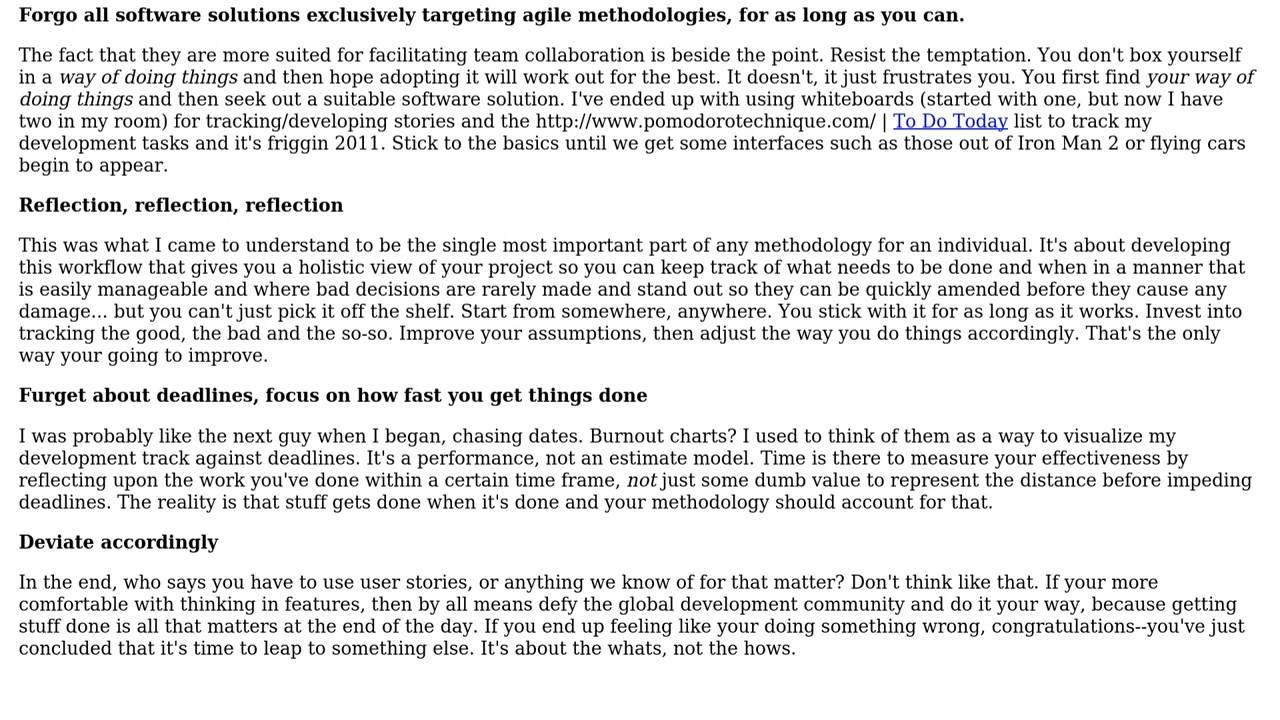 Forgo all software solutions exclusively targeting agile methodologies, for as long as you can.
The fact that they are more suited for facilitating team collaboration is beside the point. Resist the temptation. You don't box yourself
in a way of doing things and then hope adopting it will work out for the best. It doesn't, it just frustrates you. You first find your way of
doing things and then seek out a suitable software solution. I've ended up with using whiteboards (started with one, but now I have
two in my room) for tracking/developing stories and the http://www.pomodorotechnique.com/ | To Do Today list to track my
development tasks and it's friggin 2011. Stick to the basics until we get some interfaces such as those out of Iron Man 2 or flying cars
begin to appear.
Reflection, reflection, reflection
This was what I came to understand to be the single most important part of any methodology for an individual. It's about developing
this workflow that gives you a holistic view of your project so you can keep track of what needs to be done and when in a manner that
is easily manageable and where bad decisions are rarely made and stand out so they can be quickly amended before they cause any
damage... but you can't just pick it off the shelf. Start from somewhere, anywhere. You stick with it for as long as it works. Invest into
tracking the good, the bad and the so-so. Improve your assumptions, then adjust the way you do things accordingly. That's the only
way your going to improve.
Furget about deadlines, focus on how fast you get things done
I was probably like the next guy when I began, chasing dates. Burnout charts? I used to think of them as a way to visualize my
development track against deadlines. It's a performance, not an estimate model. Time is there to measure your effectiveness by
reflecting upon the work you've done within a certain time frame, not just some dumb value to represent the distance before impeding
deadlines. The reality is that stuff gets done when it's done and your methodology should account for that.
Deviate accordingly
In the end, who says you have to use user stories, or anything we know of for that matter? Don't think like that. If your more
comfortable with thinking in features, then by all means defy the global development community and do it your way, because getting
stuff done is all that matters at the end of the day. If you end up feeling like your doing something wrong, congratulations--you've just
concluded that it's time to leap to something else. It's about the whats, not the hows.